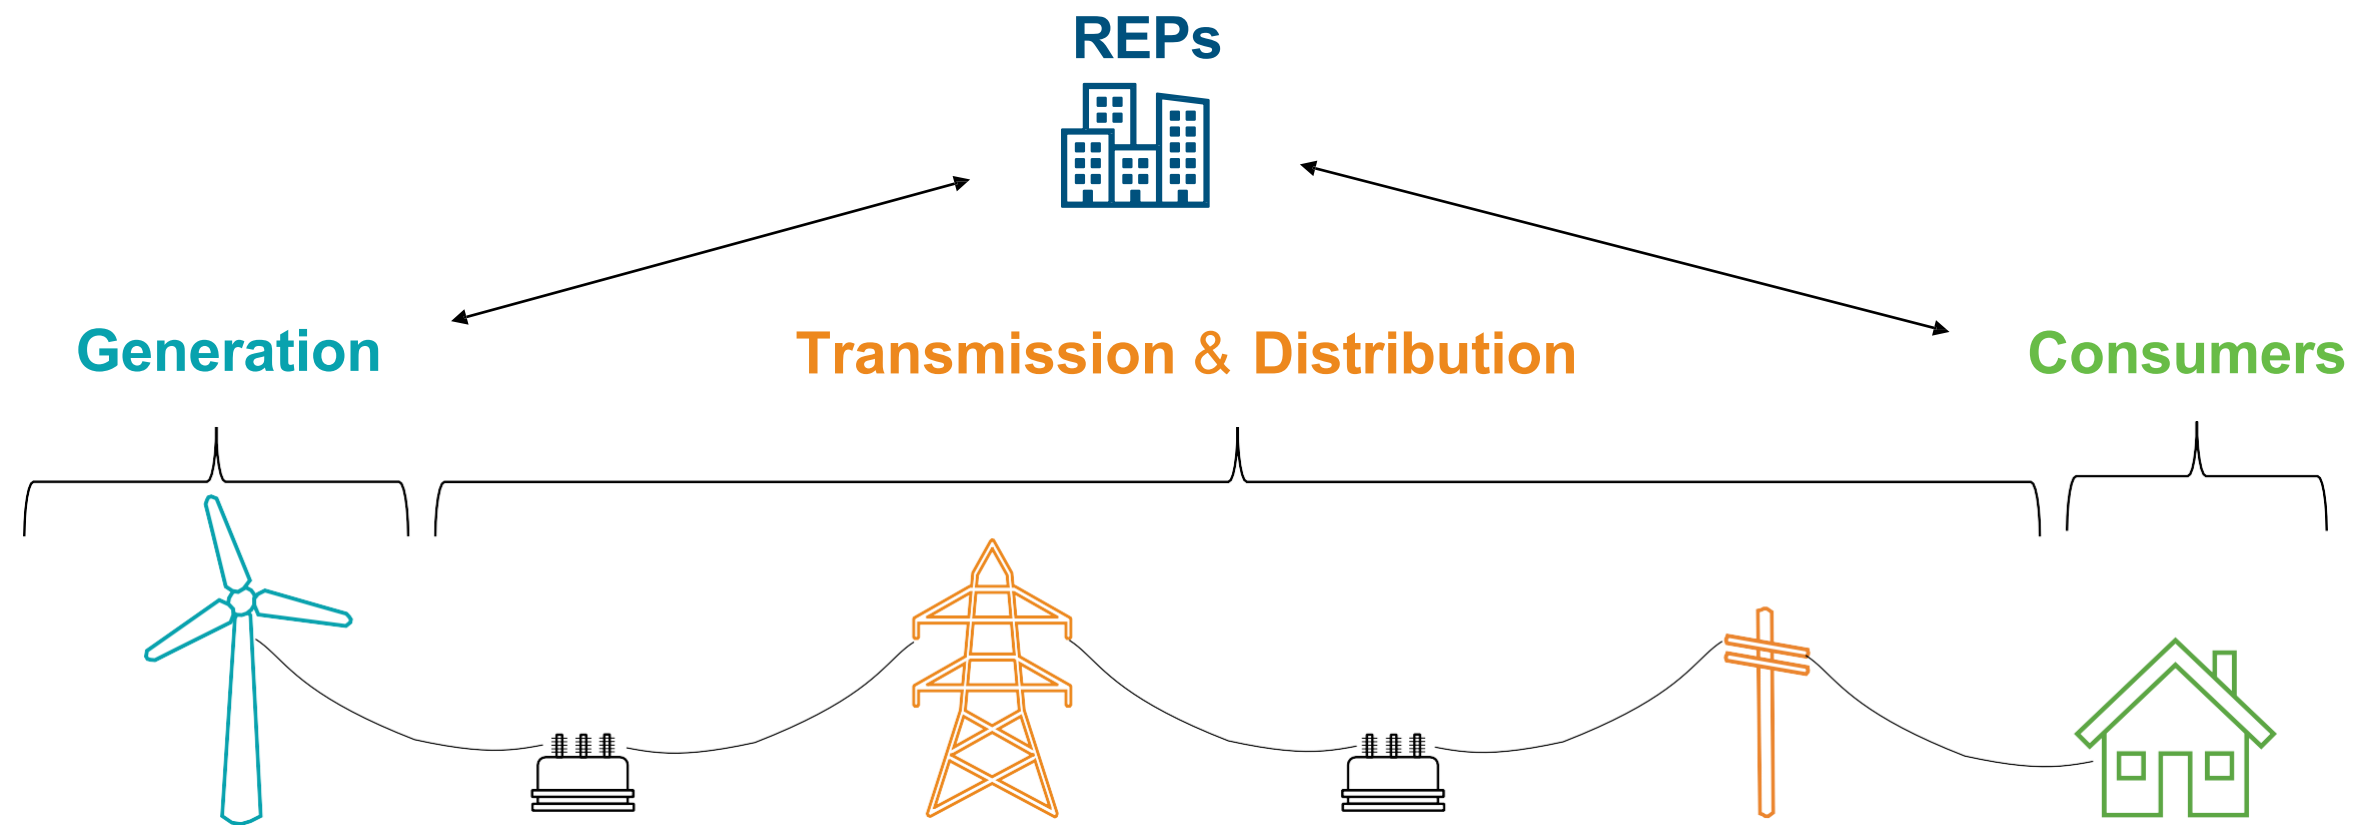 REPs
Generation
Transmission & Distribution
Consumers